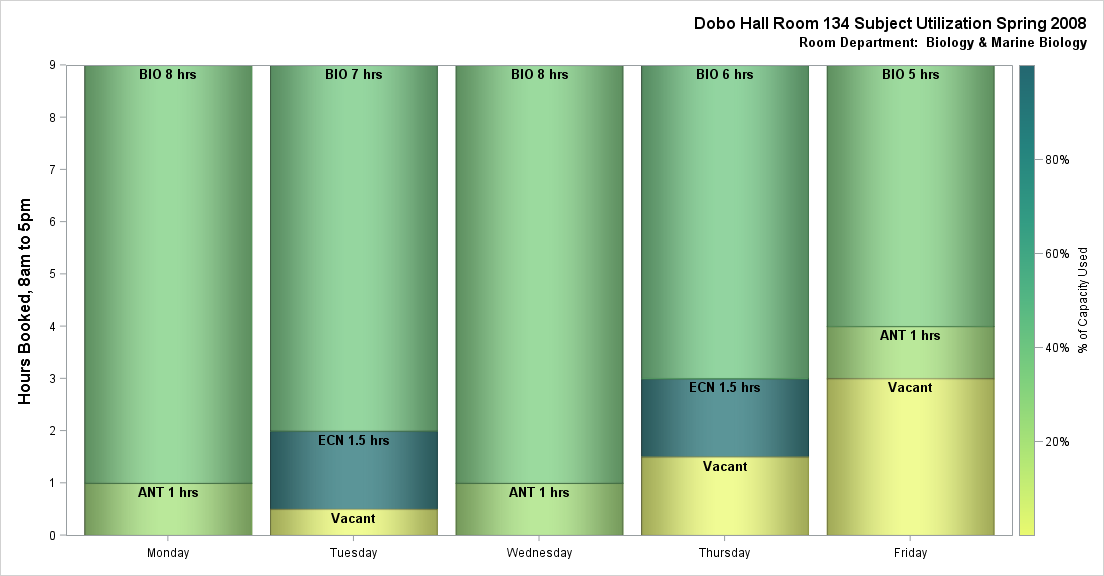 Dobo Hall Room 134 Subject Utilization Spring 2008
Room Department: Biology & Marine Biology
Hours Booked, 8am to 5pm
9
8
7
6
5
4
3
2
1
0
BIO 8 hrs
ANT 1 hrs
BIO 7 hrs
ECN 1.5 hrs
Vacant
BIO 8 hrs
ANT 1 hrs
BIO 6 hrs
ECN 1.5 hrs
Vacant
BIO 5 hrs
ANT 1 hrs
Vacant
Monday
Tuesday
Wednesday
Thursday
Friday
80%
60%
40%
20%
% of Capacity Used